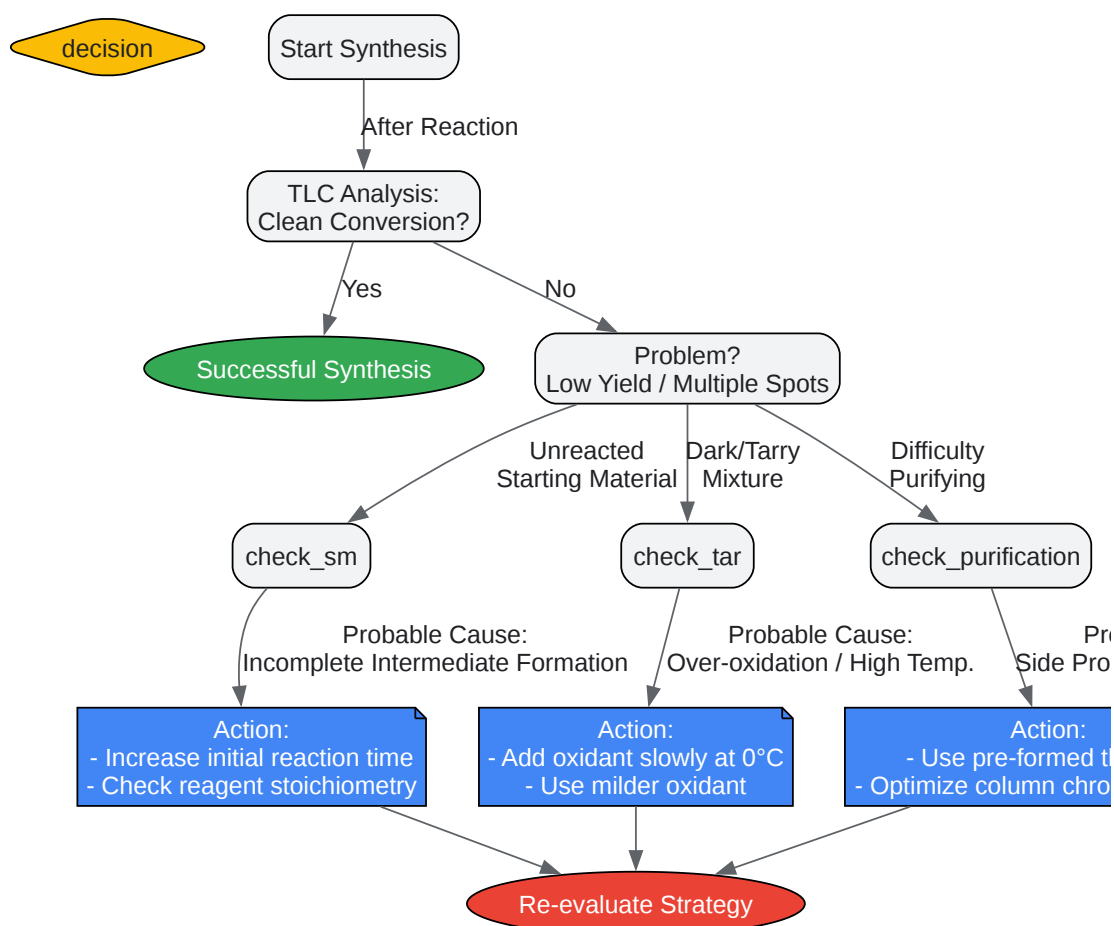 decision
Start Synthesis
After Reaction
TLC Analysis:
Clean Conversion?
Yes
No
Successful Synthesis
Problem?
Low Yield / Multiple Spots
Unreacted
Starting Material
Dark/Tarry
Mixture
Difficulty
Purifying
check_sm
check_tar
check_purification
Probable Cause:
Incomplete Intermediate Formation
Probable Cause:
Over-oxidation / High Temp.
Side
Action:
- Increase initial reaction time
- Check reagent stoichiometry
Action:
- Add oxidant slowly at 0°C
- Use milder oxidant
Action:
- Use pre-formed
- Optimize column
Re-evaluate Strategy